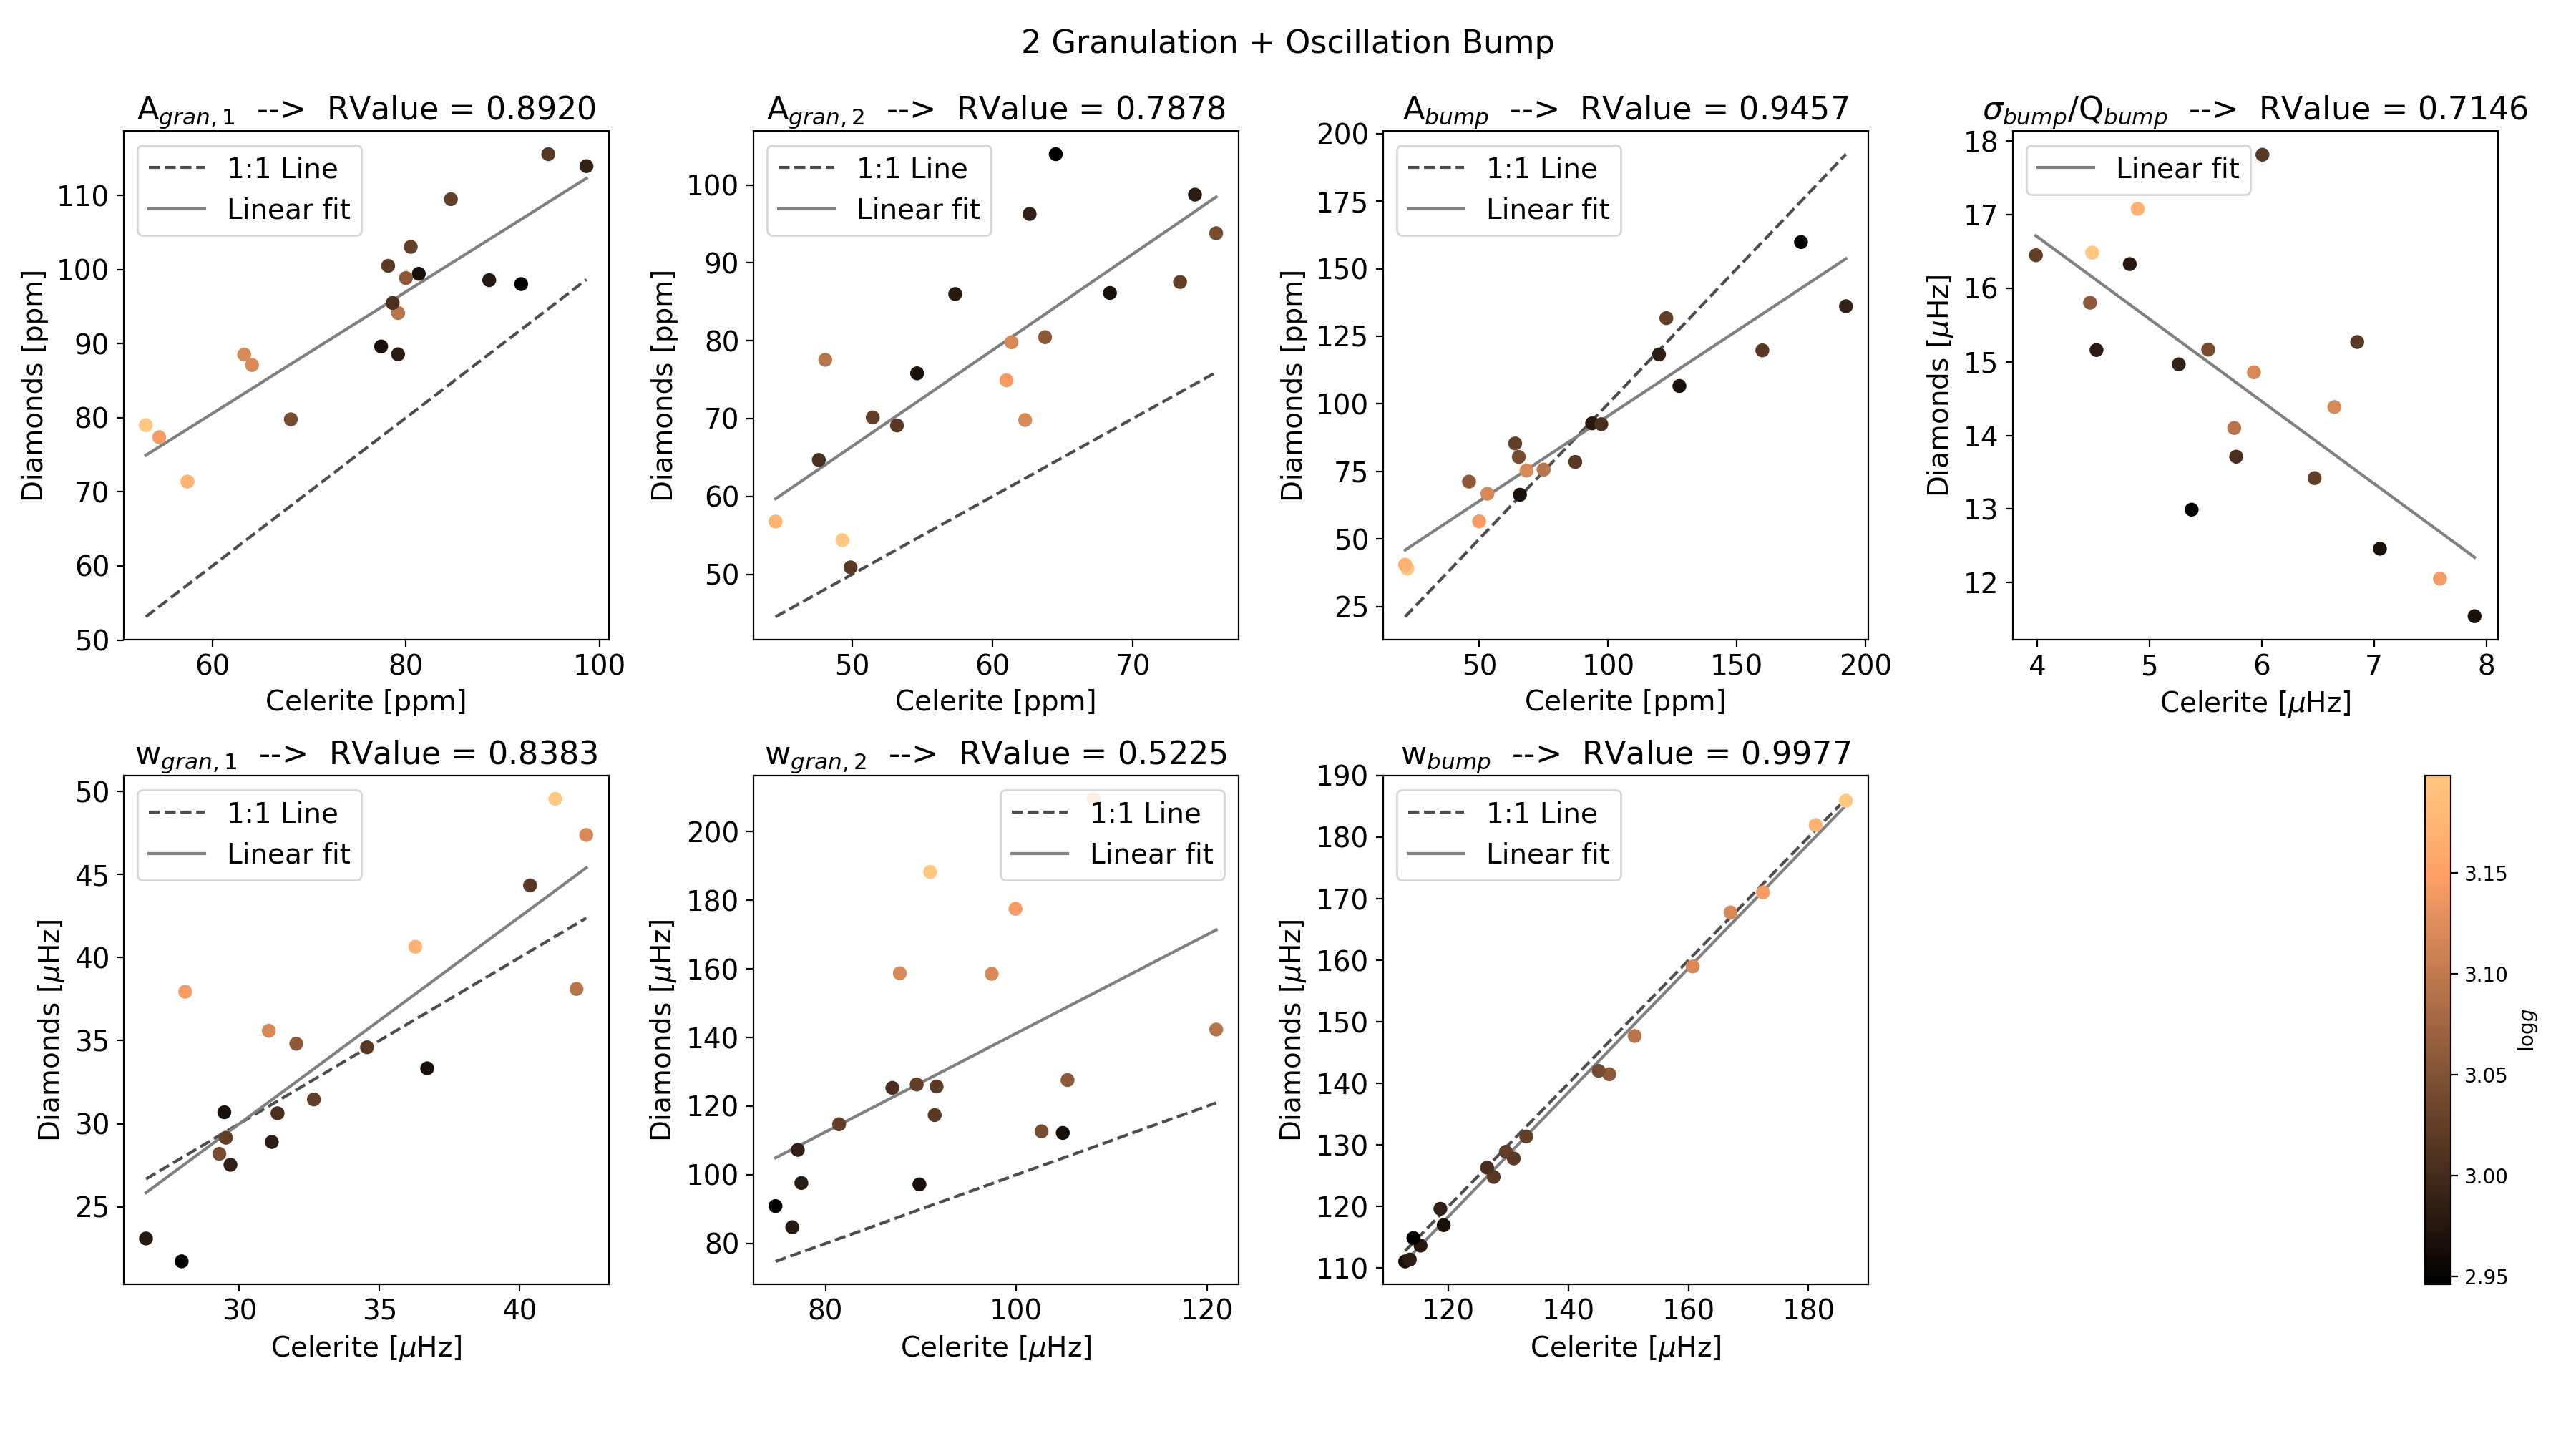 2 Granulation + Oscillation Bump
A_gran, 1 --> RValue = 0.8920
1:1 Line
Linear fit
110
100
90
80
70
60
50
60
80
100
Diamonds [ppm]
Celerite [ppm]
A_gran, 2 --> RValue = 0.7878
1:1 Line
Linear fit
100
90
80
70
60
50
50
60
70
Diamonds [ppm]
Celerite [ppm]
A_bump --> RValue = 0.9457
1:1 Line
Linear fit
200
175
150
125
100
75
50
25
50
100
150
200
Diamonds [ppm]
Celerite [ppm]
σ_bump/Q_bump --> RValue = 0.7146
Linear fit
18
17
16
15
14
13
12
4
5
6
7
8
Diamonds [μHz]
Celerite [μHz]
w_gran, 1 --> RValue = 0.8383
1:1 Line
Linear fit
50
45
40
35
30
25
30
35
40
Diamonds [μHz]
Celerite [μHz]
w_gran, 2 --> RValue = 0.5225
1:1 Line
Linear fit
200
180
160
140
120
100
80
80
100
120
Diamonds [μHz]
Celerite [μHz]
w_bump --> RValue = 0.9977
1:1 Line
Linear fit
190
180
170
160
150
140
130
120
110
120
140
160
180
Diamonds [μHz]
Celerite [μHz]
3.15
3.10
3.05
3.00
2.95
logg